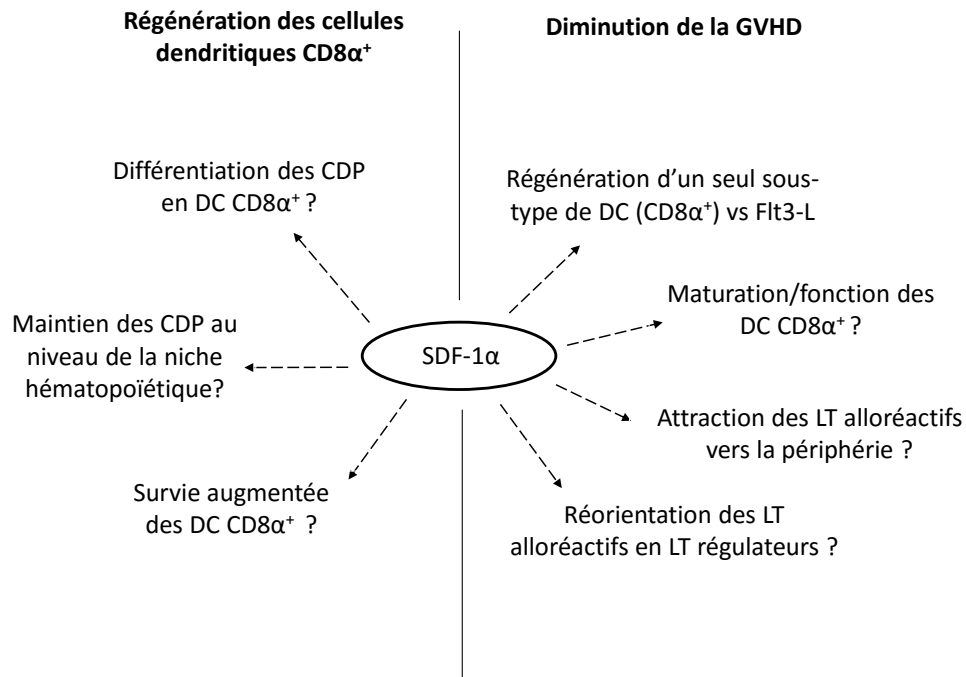 Régénération des cellules
dendritiques CD8α⁺
Diminution de la GVHD
Différentiation des CDP
en DC CD8α⁺ ?
Maintien des CDP au
niveau de la niche
hématopoïétique?
Survie augmentée
des DC CD8α⁺ ?
SDF-1α
Régénération d’un seul sous-
type de DC (CD8α⁺) vs Flt3-L
Maturation/fonction des
DC CD8α⁺ ?
Attraction des LT alloréactifs
vers la périphérie ?
Réorientation des LT
alloréactifs en LT régulateurs ?